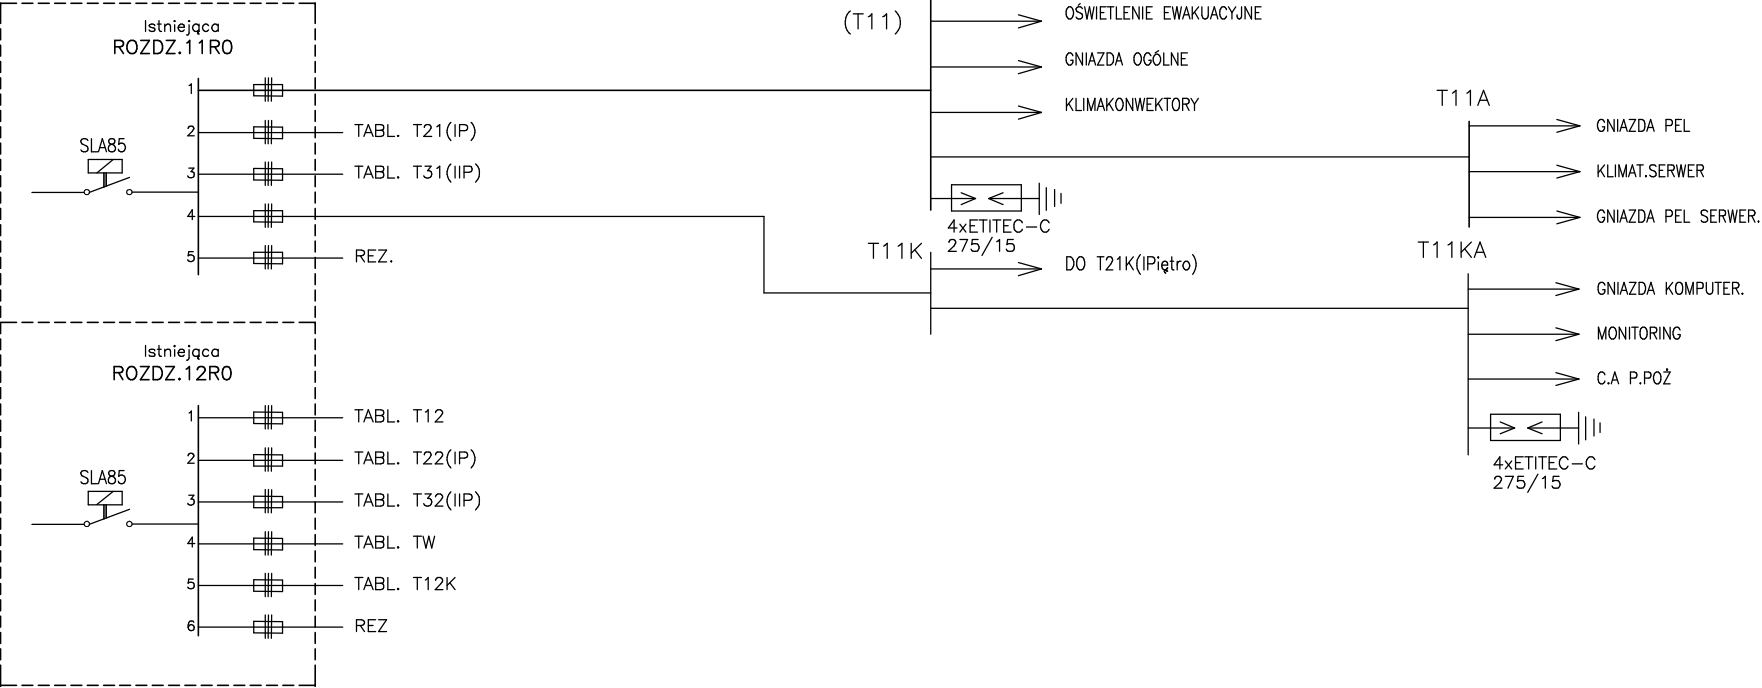 Istniejąca
ROZDZ.11R0
SLA85
1
2 TABL. T21(IP)
3 TABL. T31(IIP)
4
5 REZ.
Istniejąca
ROZDZ.12R0
SLA85
1 TABL. T12
2 TABL. T22(IP)
3 TABL. T32(IIP)
4 TABL. TW
5 TABL. T12K
6 REZ
(T11)
OŚWIETLENIE EWAKUACYJNE
GNIAZDA OGÓLNE
KLIMAKONWEKTORY
4xETITEC-C
275/15
T11K
DO T21K(IPiętro)
T11A
GNIAZDA PEL
KLIMAT.SERWER
GNIAZDA PEL SERWER.
T11KA
GNIAZDA KOMPUTER.
MONITORING
C.A P.POŻ
4xETITEC-C
275/15